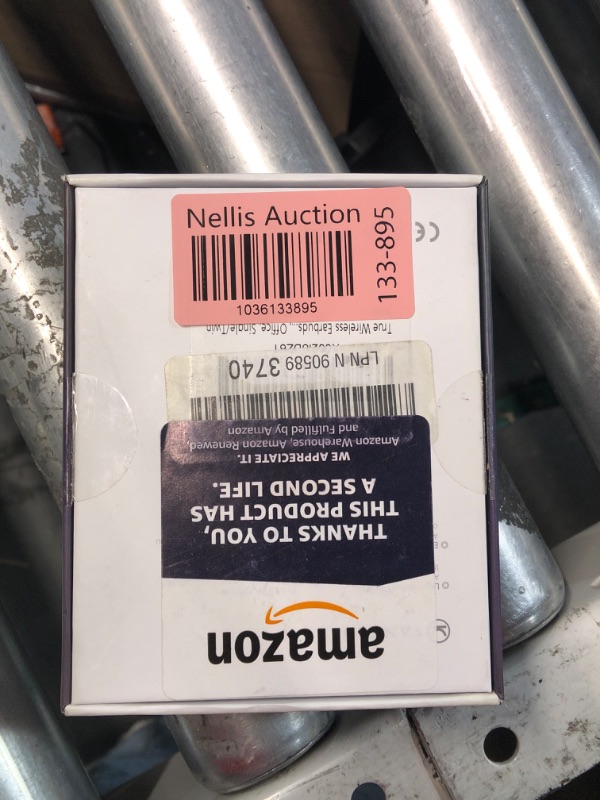 Nellis Auction
133-895
1036133895
CE
True Wireless Earbuds,...Office, Single/Twin
LPN N 90589 3740
amazon
THANKS TO YOU,
THIS PRODUCT HAS
A SECOND LIFE.
WE APPRECIATE IT.
Amazon Warehouse, Amazon Renewed,
and Fulfilled by Amazon